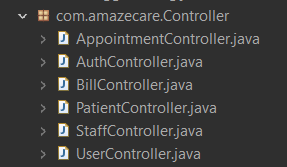 com.amazecare.Controller
AppointmentController.java
AuthController.java
BillController.java
PatientController.java
StaffController.java
UserController.java